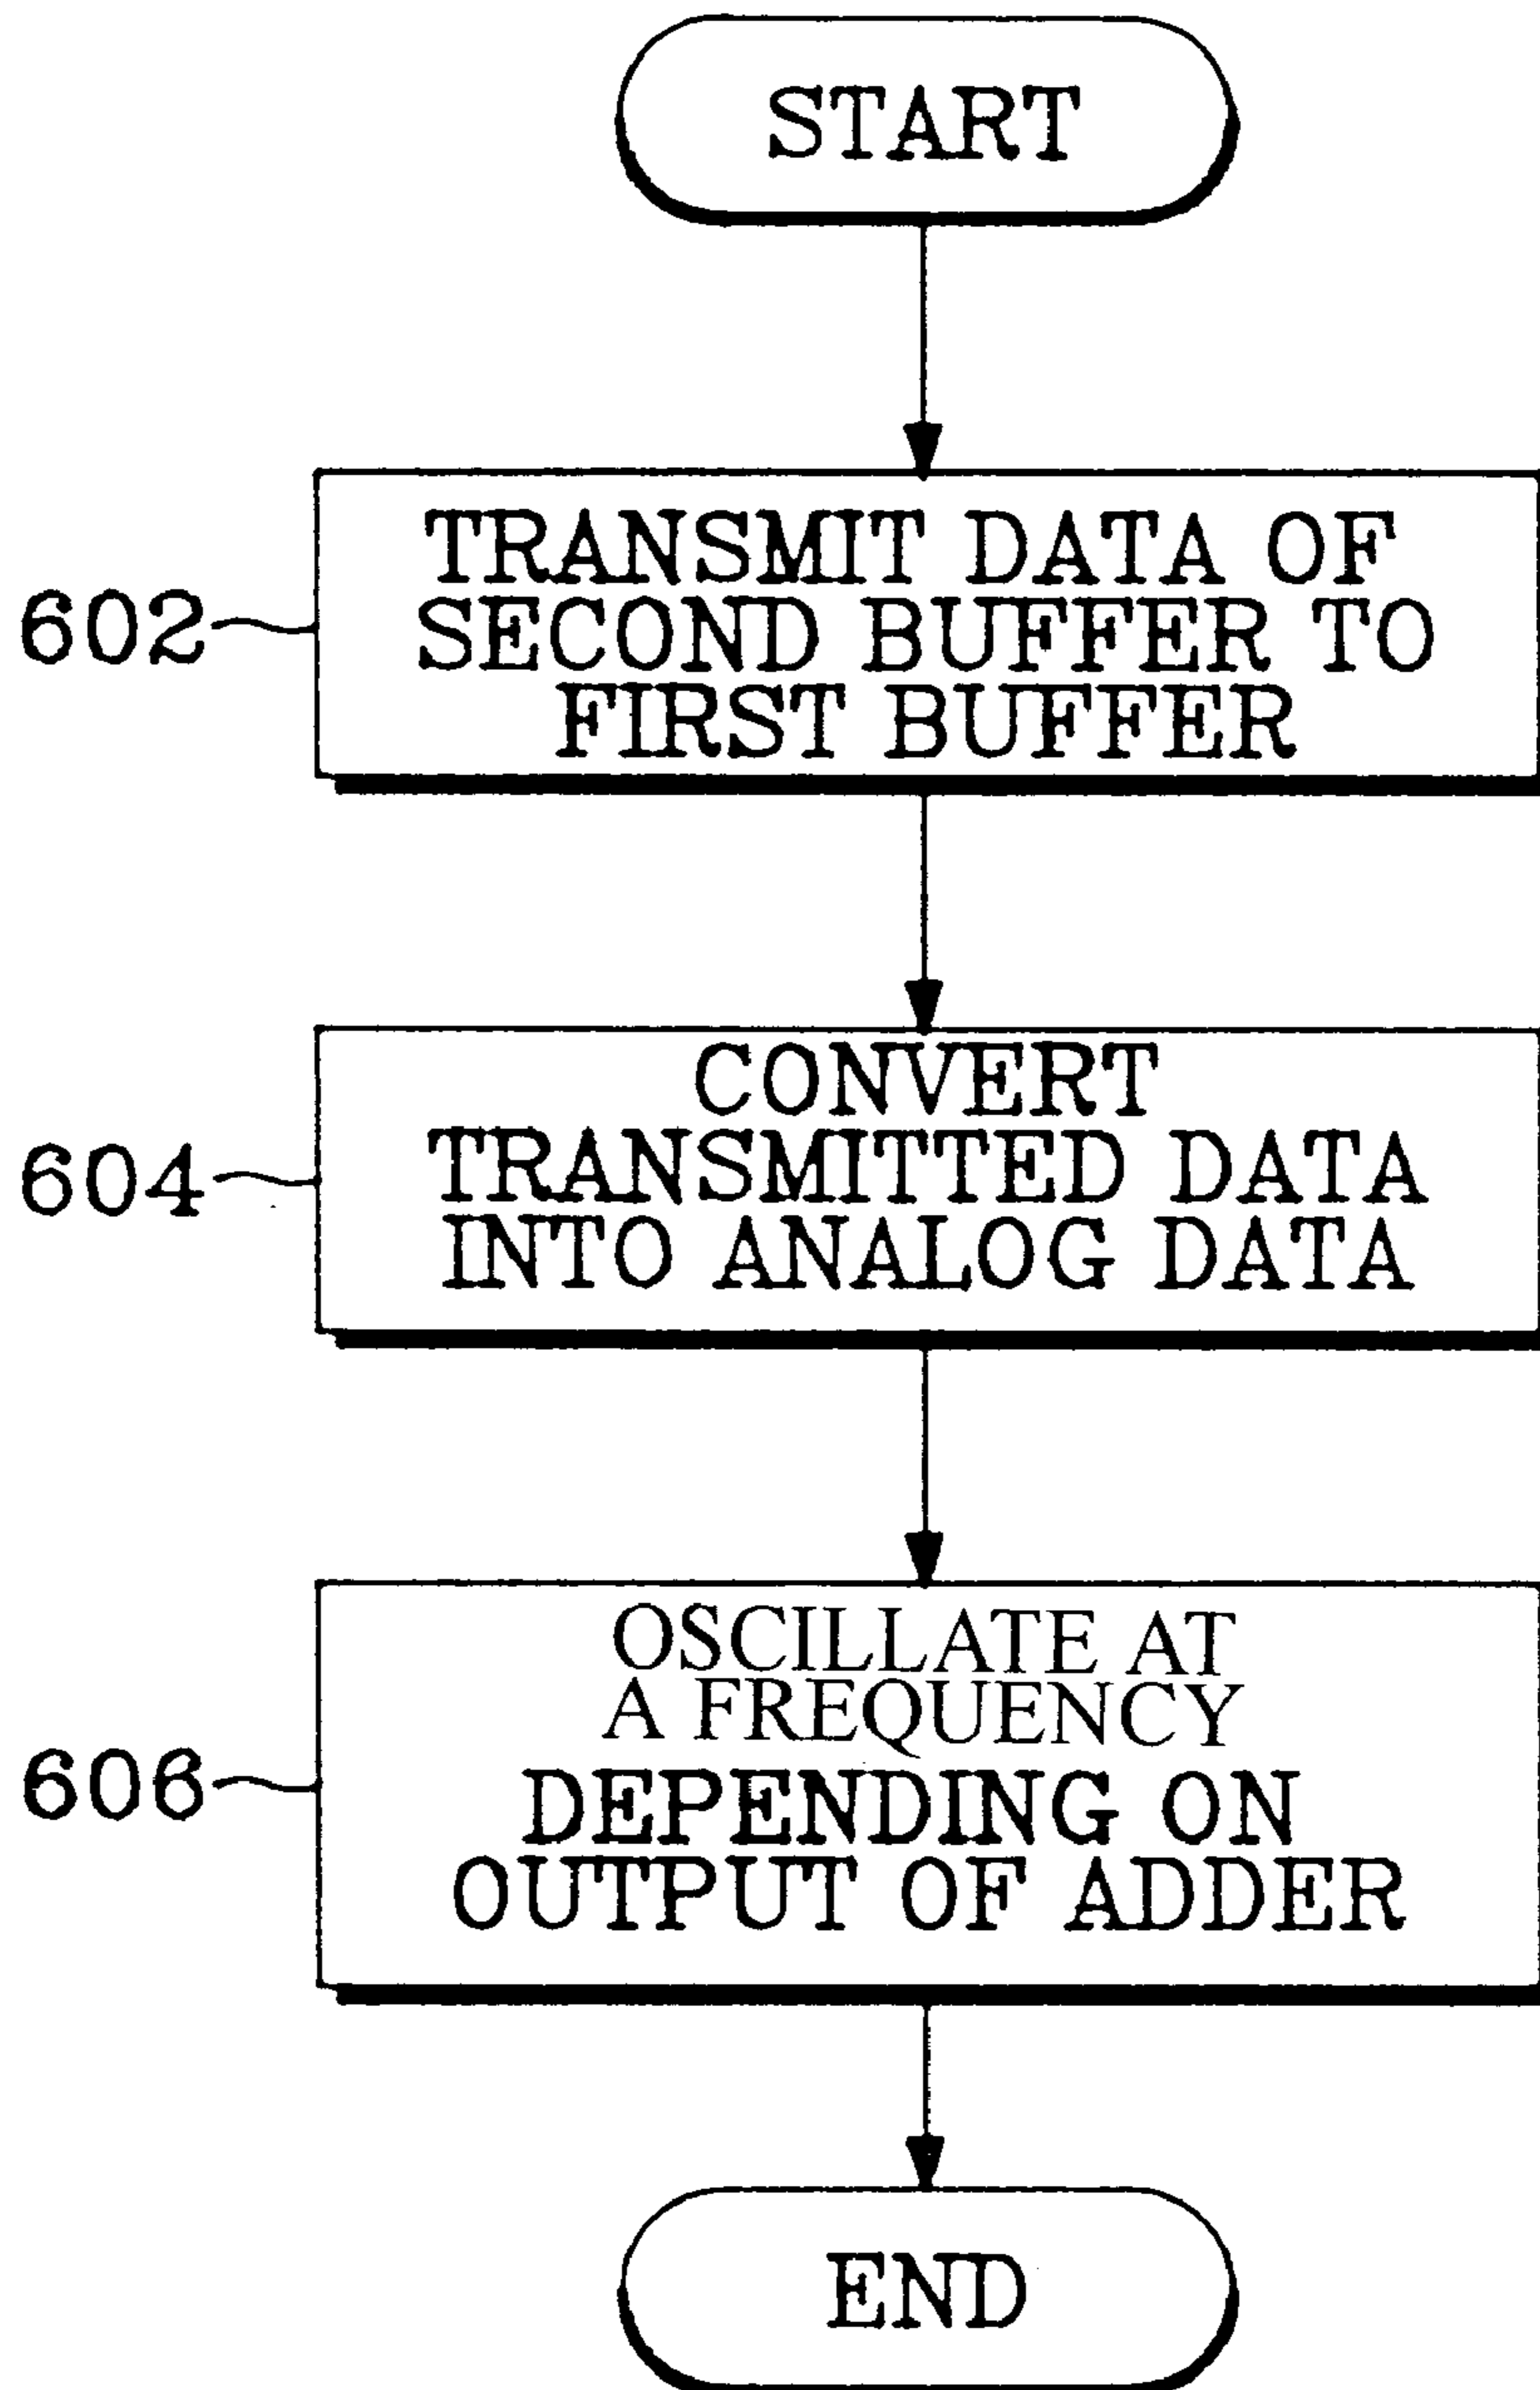 START
602
TRANSMIT DATA OF
SECOND BUFFER TO
FIRST BUFFER
604
CONVERT
TRANSMITTED DATA
INTO ANALOG DATA
606
OSCILLATE AT
A FREQUENCY
DEPENDING ON
OUTPUT OF ADDER
END